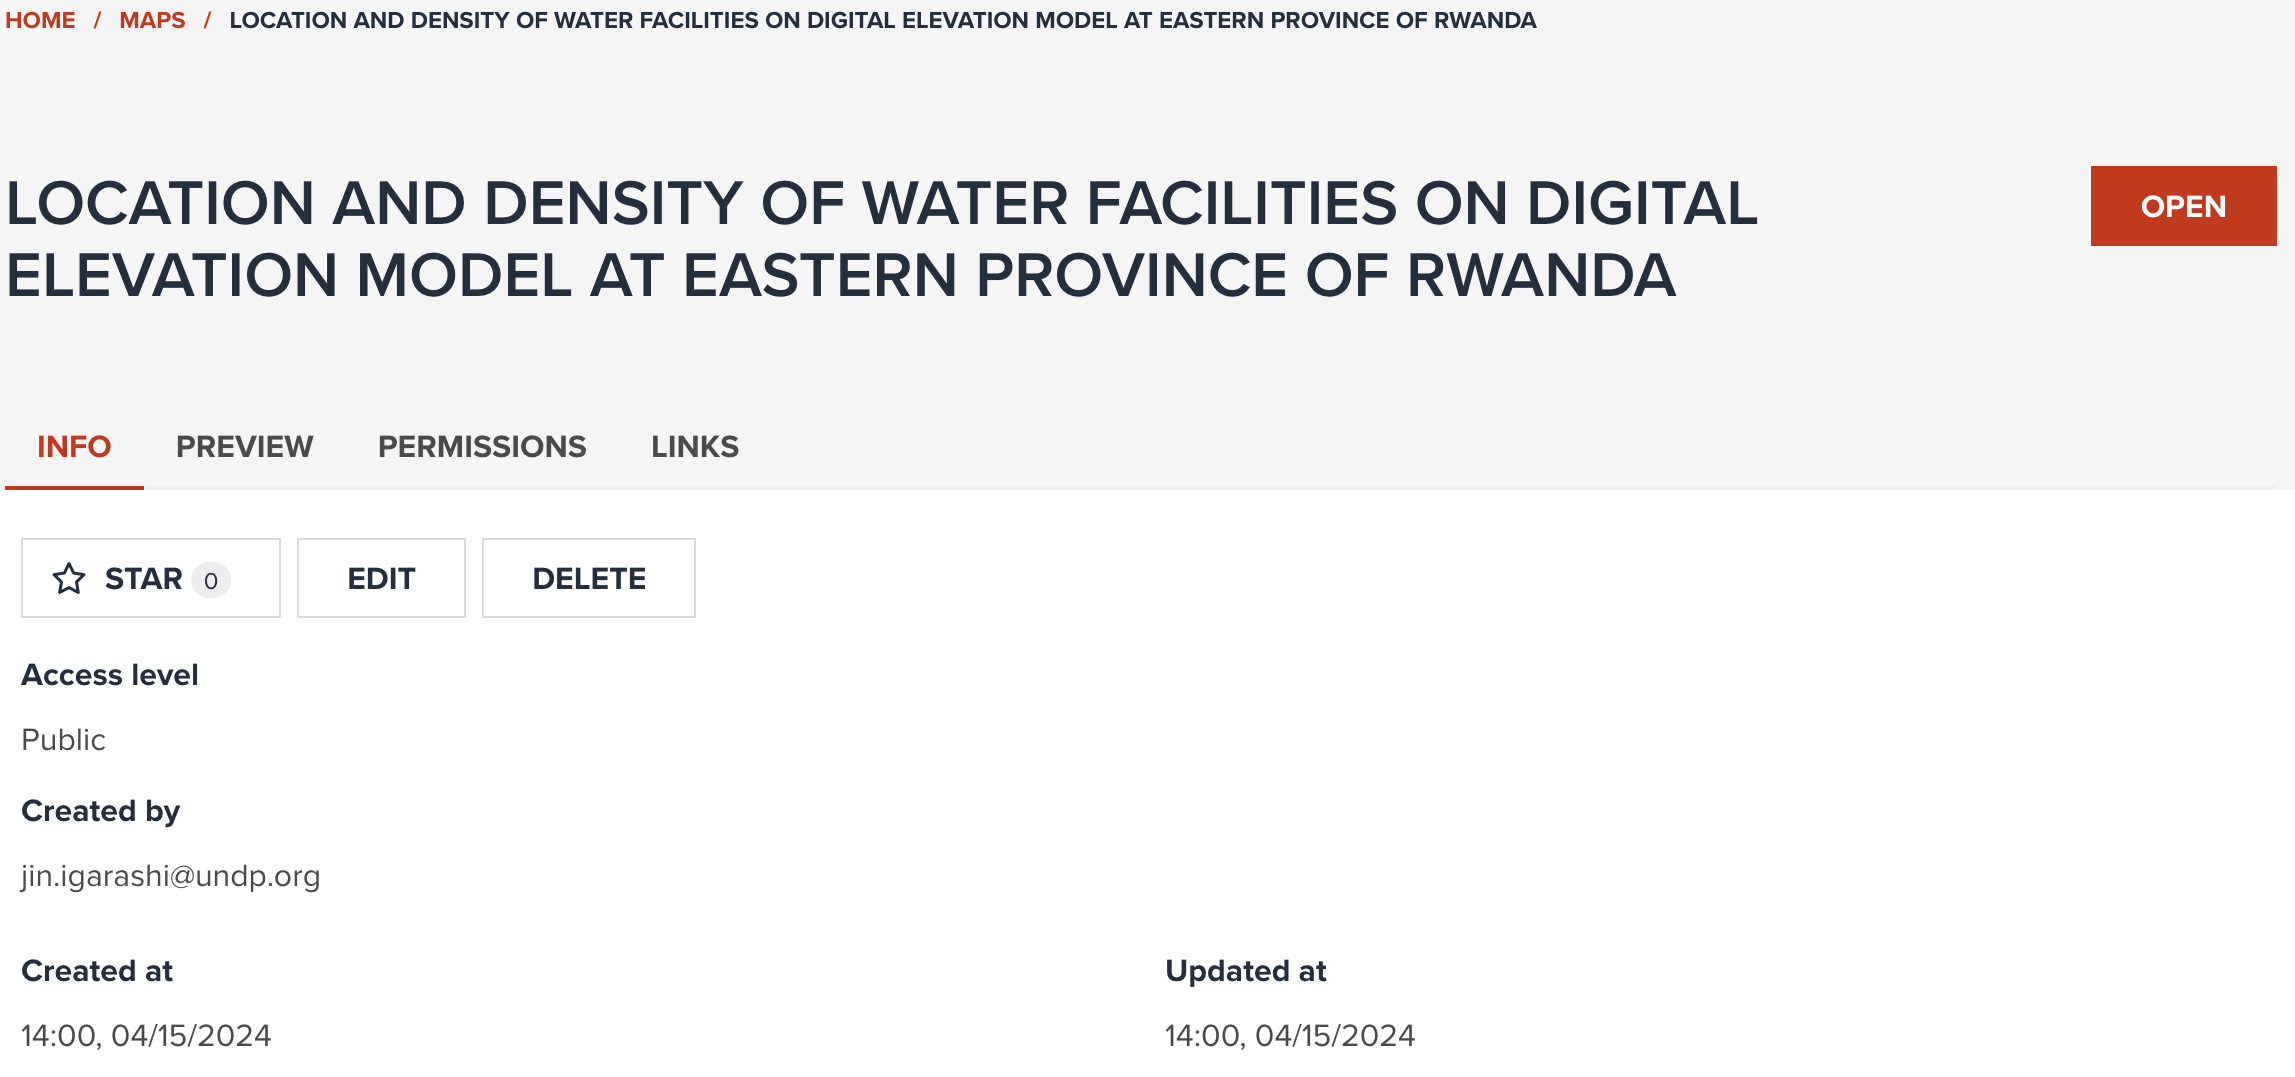 HOME / MAPS / LOCATION AND DENSITY OF WATER FACILITIES ON DIGITAL ELEVATION MODEL AT EASTERN PROVINCE OF RWANDA
LOCATION AND DENSITY OF WATER FACILITIES ON DIGITAL
ELEVATION MODEL AT EASTERN PROVINCE OF RWANDA
OPEN
INFO PREVIEW PERMISSIONS LINKS
STAR 0 EDIT DELETE
Access level
Public
Created by
jin.igarashi@undp.org
Created at
14:00, 04/15/2024
Updated at
14:00, 04/15/2024